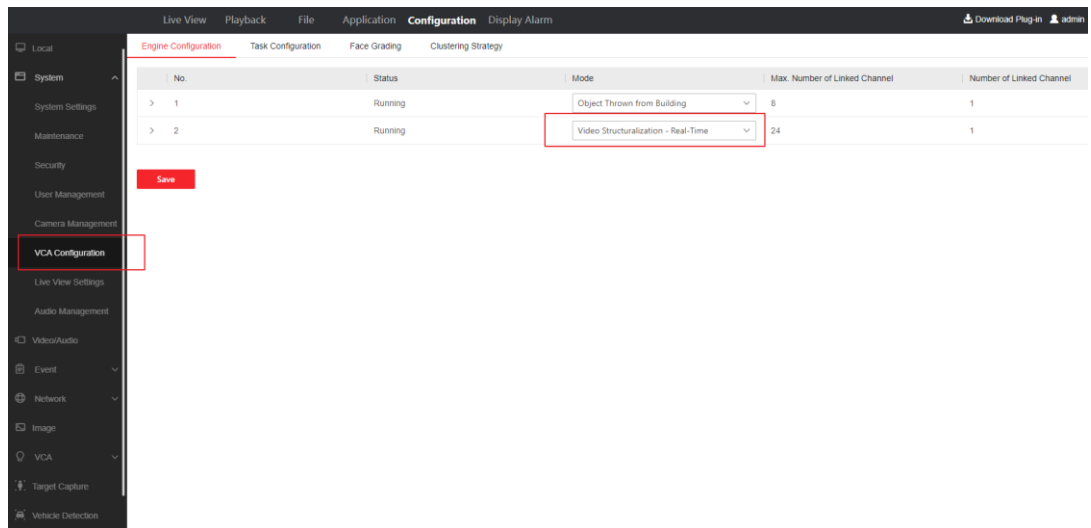 Live View Playback File Application Configuration Display Alarm Download Plug-in admin
Local
System
System Settings
Maintenance
Security
User Management
Camera Management
VCA Configuration
Live View Settings
Audio Management
Video/Audio
Event
Network
Image
VCA
Target Capture
Vehicle Detection
Engine Configuration Task Configuration Face Grading Clustering Strategy
No. Status Mode Max. Number of Linked Channel Number of Linked Channel
1 Running Object Thrown from Building 8 1
2 Running Video Structuralization - Real-Time 24 1
Save